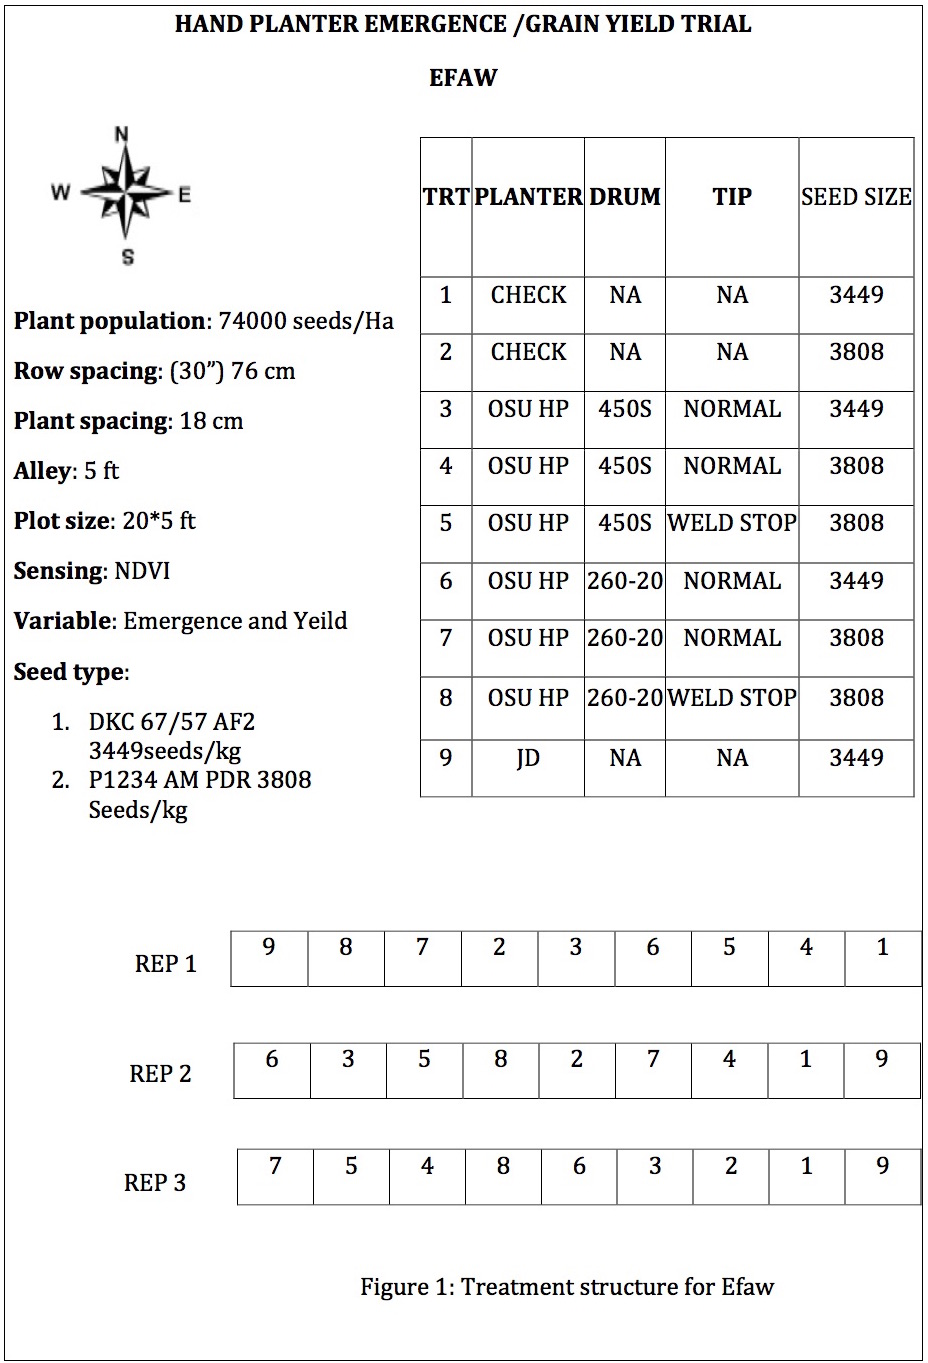 HAND PLANTER EMERGENCE /GRAIN YIELD TRIAL
EFAW
N
W E
S
Plant population: 74000 seeds/Ha
Row spacing: (30”) 76 cm
Plant spacing: 18 cm
Alley: 5 ft
Plot size: 20*5 ft
Sensing: NDVI
Variable: Emergence and Yeild
Seed type:
1. DKC 67/57 AF2
3449seeds/kg
2. P1234 AM PDR 3808
Seeds/kg
TRT PLANTER DRUM TIP SEED SIZE
1 CHECK NA NA 3449
2 CHECK NA NA 3808
3 OSU HP 450S NORMAL 3449
4 OSU HP 450S NORMAL 3808
5 OSU HP 450S WELD STOP 3808
6 OSU HP 260-20 NORMAL 3449
7 OSU HP 260-20 NORMAL 3808
8 OSU HP 260-20 WELD STOP 3808
9 JD NA NA 3449
REP 1 9 8 7 2 3 6 5 4 1
REP 2 6 3 5 8 2 7 4 1 9
REP 3 7 5 4 8 6 3 2 1 9
Figure 1: Treatment structure for Efaw